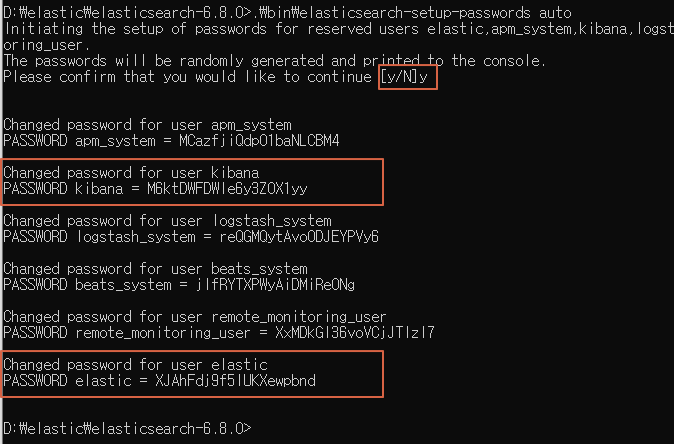 D:₩elastic₩elasticsearch-6.8.0>.₩bin₩elasticsearch-setup-passwords auto
Initiating the setup of passwords for reserved users elastic,apm_system,kibana,logst
oring_user.
The passwords will be randomly generated and printed to the console.
Please confirm that you would like to continue [y/N]y
Changed password for user apm_system
PASSWORD apm_system = MCazfjiQdpO1baNLCBM4
Changed password for user kibana
PASSWORD kibana = M6ktDWFDWle6y3ZOX1yy
Changed password for user logstash_system
PASSWORD logstash_system = reQGMQytAvoODJEYPVy6
Changed password for user beats_system
PASSWORD beats_system = jIfRYTXPWyAiDMiReONg
Changed password for user remote_monitoring_user
PASSWORD remote_monitoring_user = XxMDkGl36voVCjJTlzl7
Changed password for user elastic
PASSWORD elastic = XJAhFdj9f5lUKXewpbnd
D:₩elastic₩elasticsearch-6.8.0>